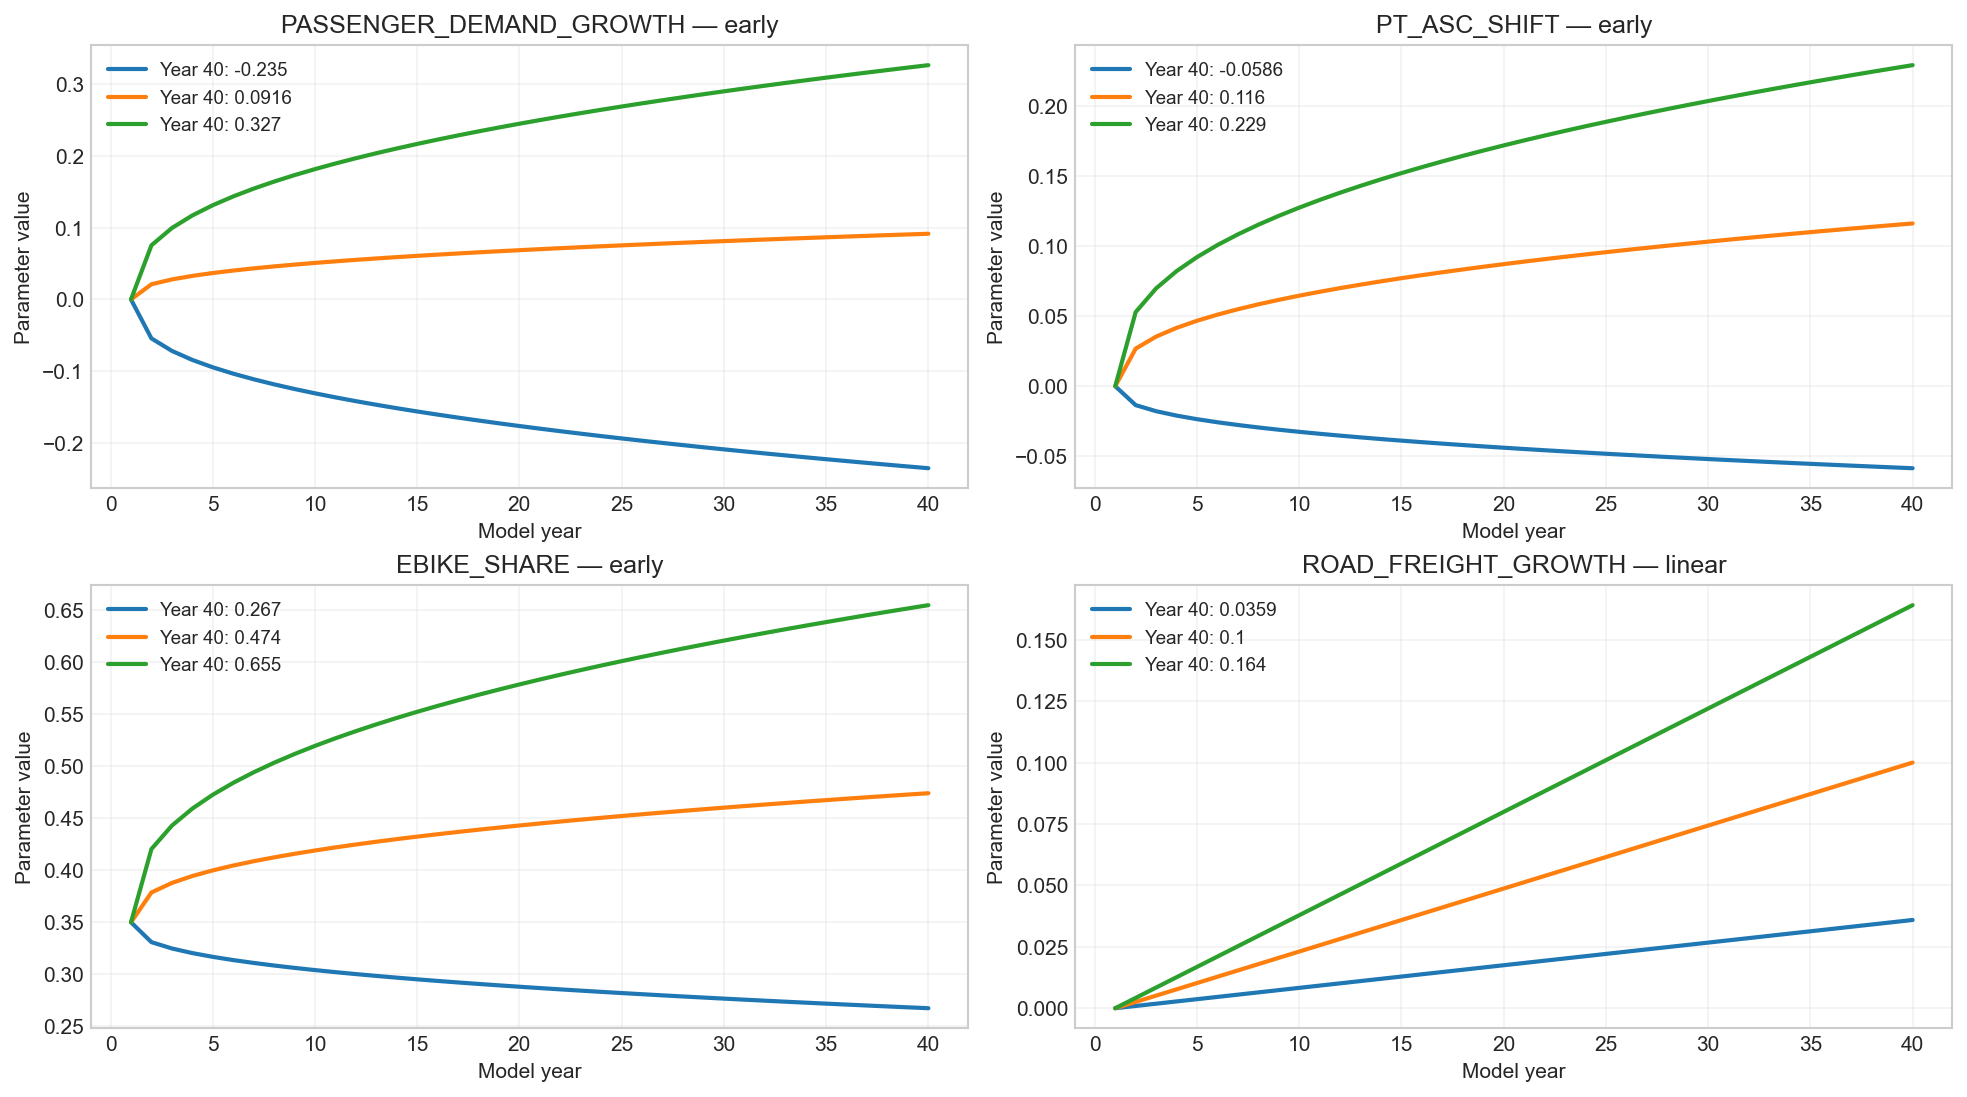 PASSENGER_DEMAND_GROWTH — early
Year 40: -0.235
Year 40: 0.0916
Year 40: 0.327
0.3
0.2
0.1
0.0
−0.1
−0.2
Parameter value
0 5 10 15 20 25 30 35 40
Model year
PT_ASC_SHIFT — early
Year 40: -0.0586
Year 40: 0.116
Year 40: 0.229
0.20
0.15
0.10
0.05
0.00
−0.05
Parameter value
0 5 10 15 20 25 30 35 40
Model year
EBIKE_SHARE — early
Year 40: 0.267
Year 40: 0.474
Year 40: 0.655
0.65
0.60
0.55
0.50
0.45
0.40
0.35
0.30
0.25
Parameter value
0 5 10 15 20 25 30 35 40
Model year
ROAD_FREIGHT_GROWTH — linear
Year 40: 0.0359
Year 40: 0.1
Year 40: 0.164
0.150
0.125
0.100
0.075
0.050
0.025
0.000
Parameter value
0 5 10 15 20 25 30 35 40
Model year